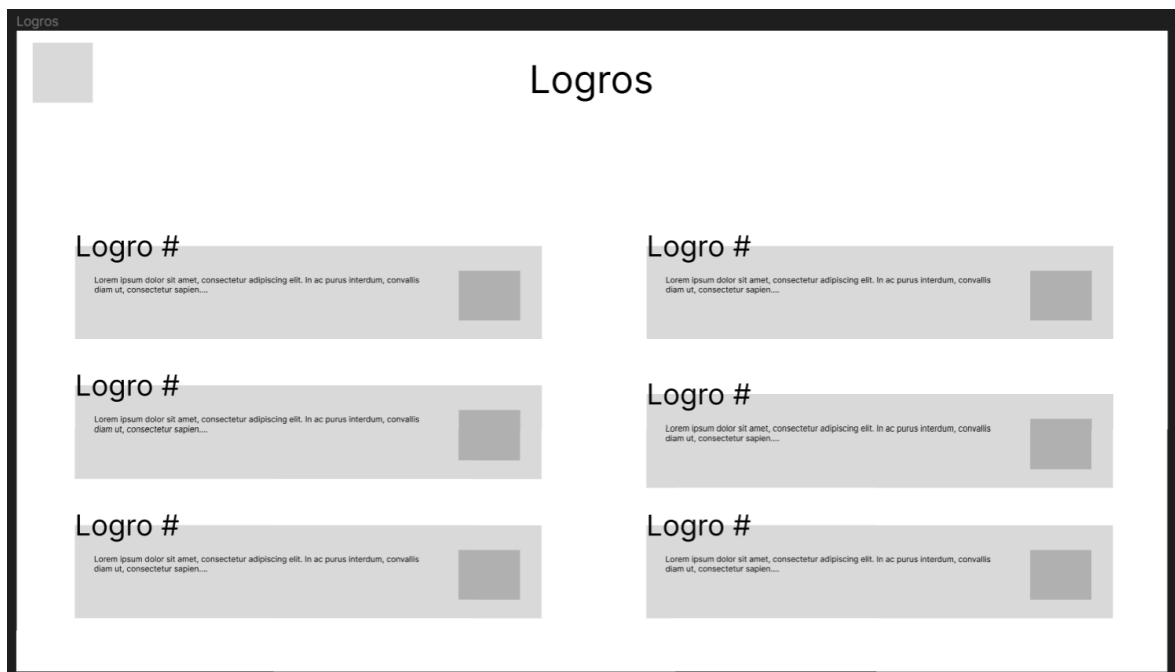 Logros
Logros
Logro #
Lorem ipsum dolor sit amet, consectetur adipiscing elit. In ac purus interdum, convallis
diam ut, consectetur sapien....
Logro #
Lorem ipsum dolor sit amet, consectetur adipiscing elit. In ac purus interdum, convallis
diam ut, consectetur sapien....
Logro #
Lorem ipsum dolor sit amet, consectetur adipiscing elit. In ac purus interdum, convallis
diam ut, consectetur sapien....
Logro #
Lorem ipsum dolor sit amet, consectetur adipiscing elit. In ac purus interdum, convallis
diam ut, consectetur sapien....
Logro #
Lorem ipsum dolor sit amet, consectetur adipiscing elit. In ac purus interdum, convallis
diam ut, consectetur sapien....
Logro #
Lorem ipsum dolor sit amet, consectetur adipiscing elit. In ac purus interdum, convallis
diam ut, consectetur sapien....